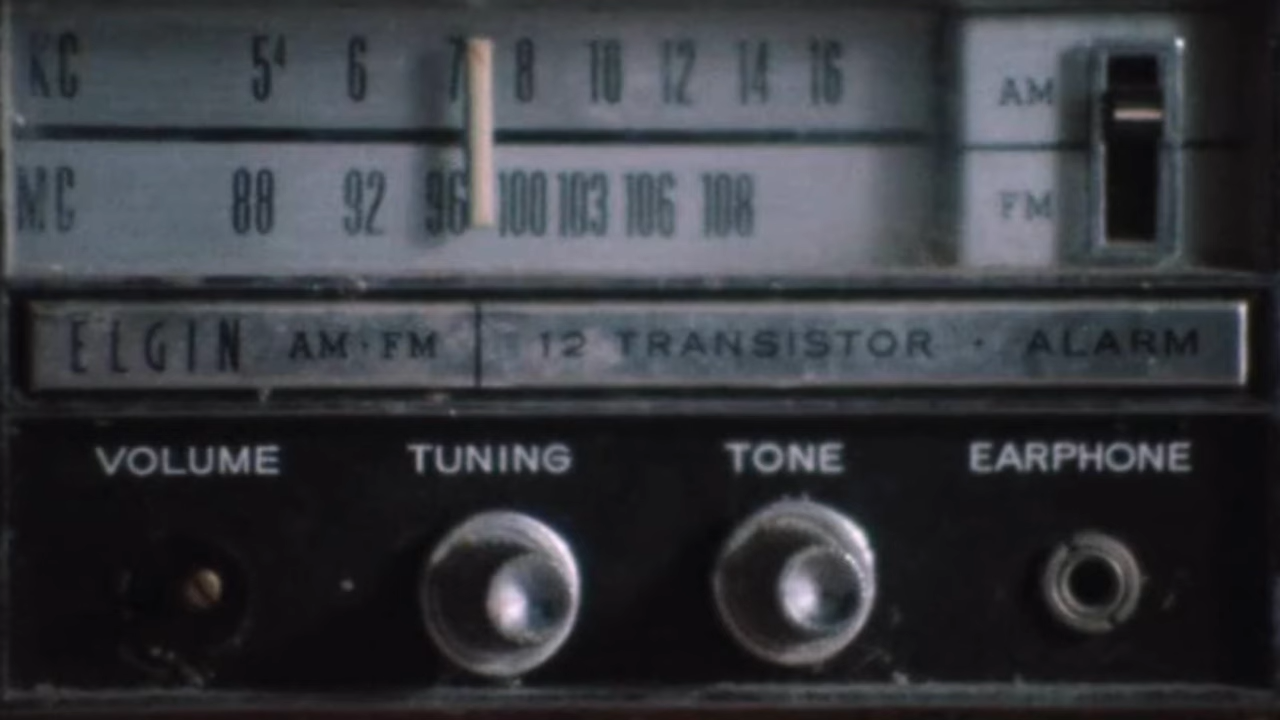 KC 5⁴ 6 7 8 10 12 14 16
AM
MC 88 92 96 100 103 106 108
FM
ELGIN AM·FM 12 TRANSISTOR · ALARM
VOLUME TUNING TONE EARPHONE